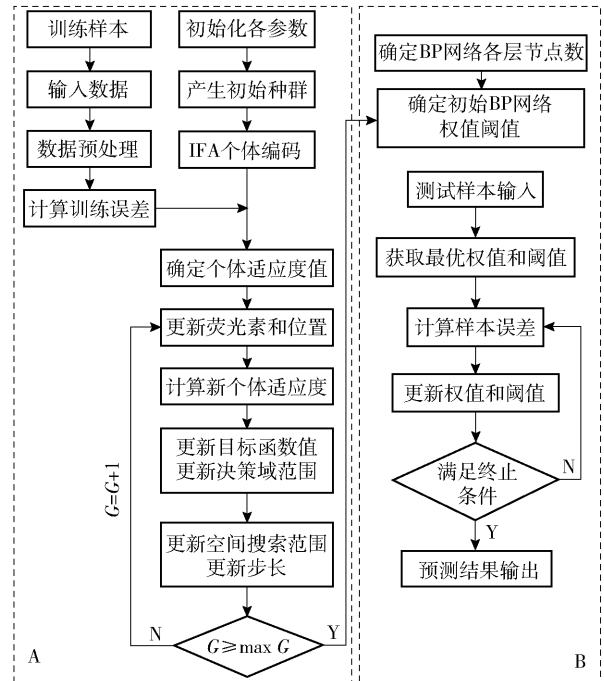 训练样本
输入数据
数据预处理
计算训练误差
初始化各参数
产生初始种群
IFA个体编码
确定个体适应度值
更新荧光素和位置
计算新个体适应度
更新目标函数值
更新决策域范围
更新空间搜索范围
更新步长
G≥max G
N
Y
G=G+1
A
确定BP网络各层节点数
确定初始BP网络
权值阈值
测试样本输入
获取最优权值和阈值
计算样本误差
更新权值和阈值
满足终止
条件
N
Y
预测结果输出
B